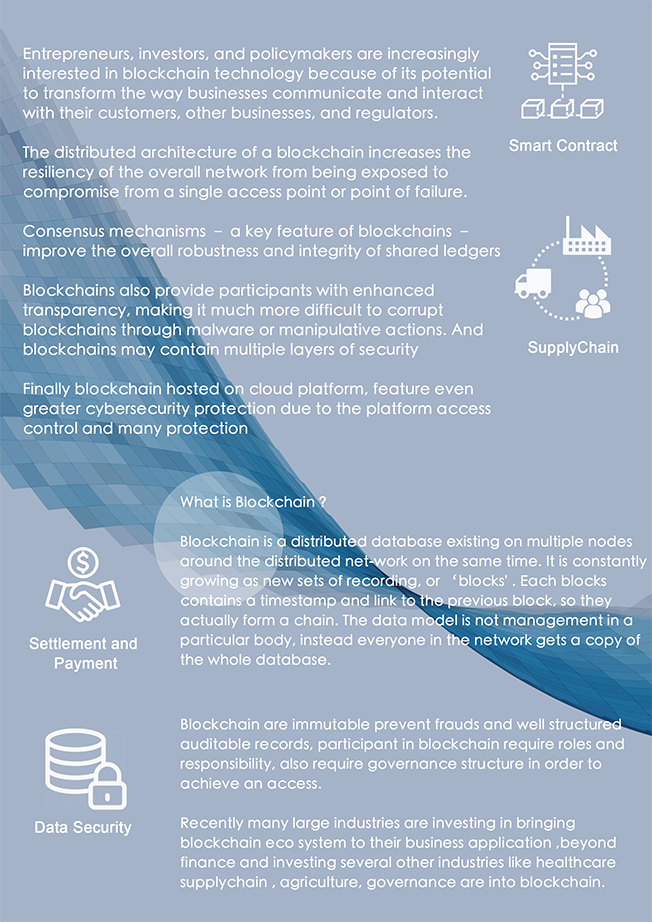 Entrepreneurs, investors, and policymakers are increasingly
interested in blockchain technology because of its potential
to transform the way businesses communicate and interact
with their customers, other businesses, and regulators.
The distributed architecture of a blockchain increases the
resiliency of the overall network from being exposed to
compromise from a single access point or point of failure.
Consensus mechanisms – a key feature of blockchains –
improve the overall robustness and integrity of shared ledgers
Blockchains also provide participants with enhanced
transparency, making it much more difficult to corrupt
blockchains through malware or manipulative actions. And
blockchains may contain multiple layers of security
Finally blockchain hosted on cloud platform, feature even
greater cybersecurity protection due to the platform access
control and many protection
Smart Contract
SupplyChain
What is Blockchain ?
Blockchain is a distributed database existing on multiple nodes
around the distributed net-work on the same time. It is constantly
growing as new sets of recording, or ‘blocks' . Each blocks
contains a timestamp and link to the previous block, so they
actually form a chain. The data model is not management in a
particular body, instead everyone in the network gets a copy of
the whole database.
Settlement and
Payment
Blockchain are immutable prevent frauds and well structured
auditable records, participant in blockchain require roles and
responsibility, also require governance structure in order to
achieve an access.
Recently many large industries are investing in bringing
blockchain eco system to their business application ,beyond
finance and investing several other industries like healthcare
supplychain , agriculture, governance are into blockchain.
Data Security
$